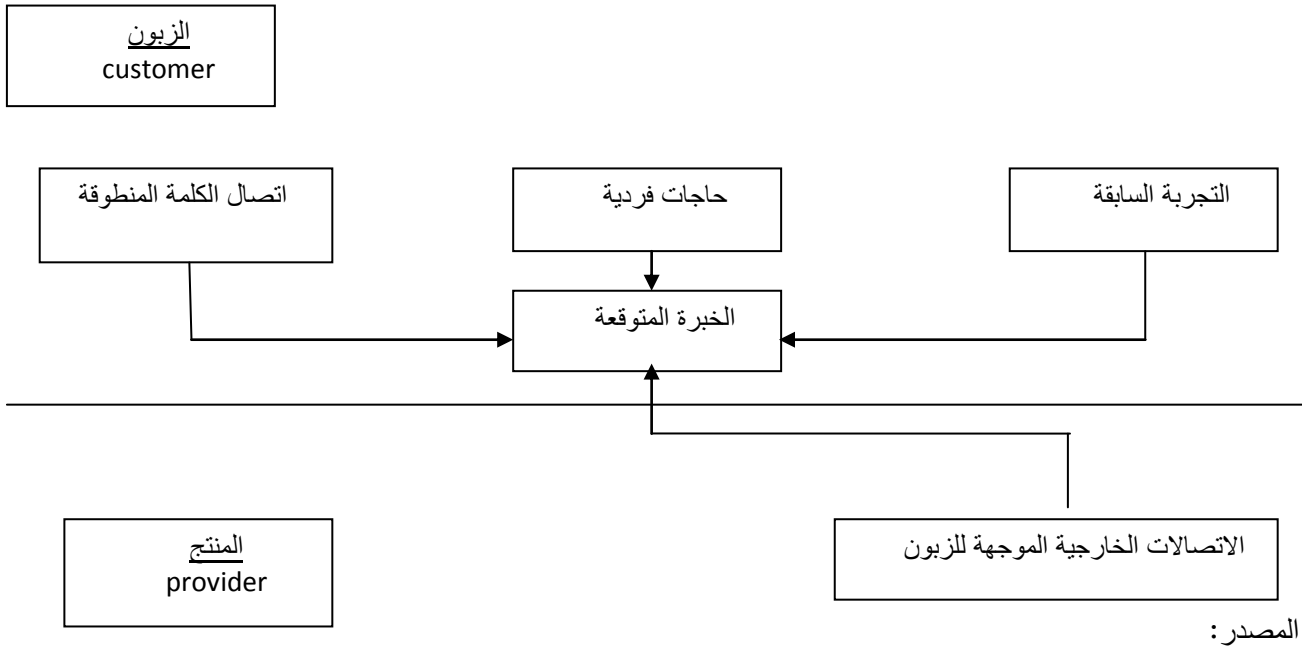 الزبون
customer
التجربة السابقة
حاجات فردية
اتصال الكلمة المنطوقة
الخبرة المتوقعة
الاتصالات الخارجية الموجهة للزبون
المنتج
provider
المصدر: